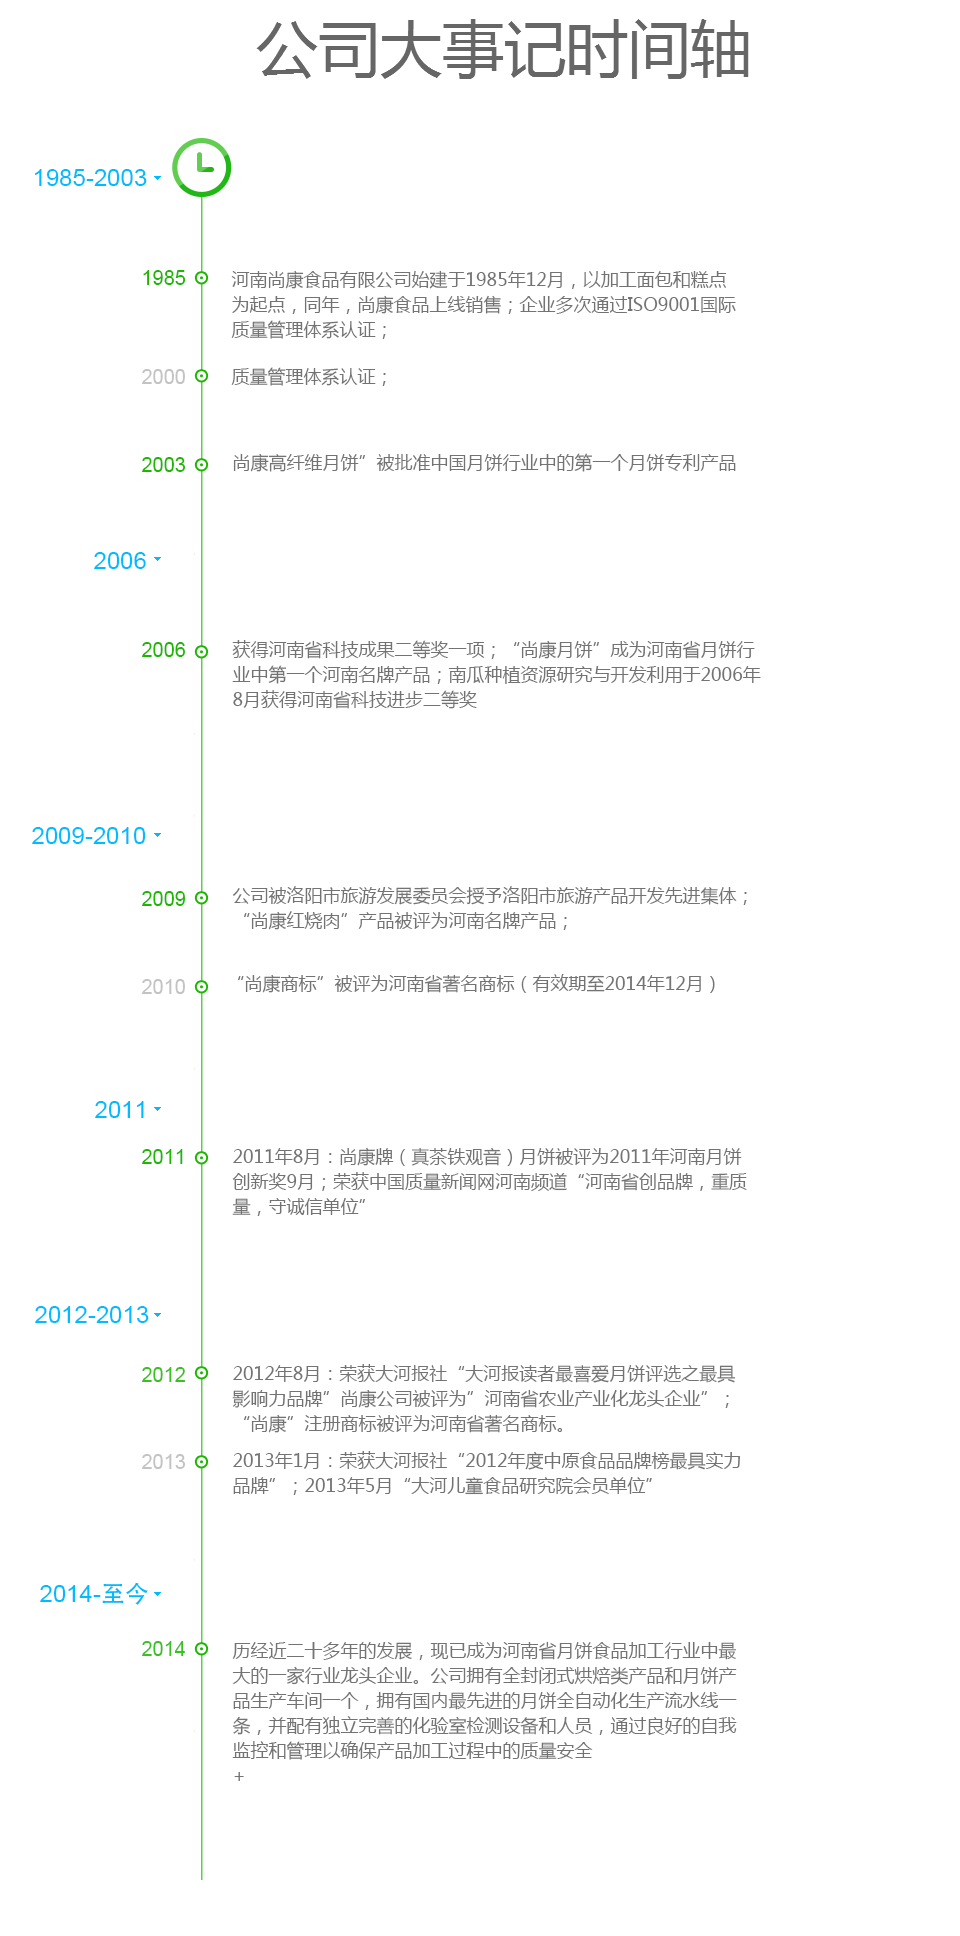 公司大事记时间轴
1985-2003
1985
河南尚康食品有限公司始建于1985年12月，以加工面包和糕点
为起点，同年，尚康食品上线销售；企业多次通过ISO9001国际
质量管理体系认证；
2000
质量管理体系认证；
2003
尚康高纤维月饼”被批准中国月饼行业中的第一个月饼专利产品
2006
2006
获得河南省科技成果二等奖一项；“尚康月饼”成为河南省月饼行
业中第一个河南名牌产品；南瓜种植资源研究与开发利用于2006年
8月获得河南省科技进步二等奖
2009-2010
2009
公司被洛阳市旅游发展委员会授予洛阳市旅游产品开发先进集体；
“尚康红烧肉”产品被评为河南名牌产品；
2010
“尚康商标”被评为河南省著名商标（有效期至2014年12月）
2011
2011
2011年8月：尚康牌（真茶铁观音）月饼被评为2011年河南月饼
创新奖9月；荣获中国质量新闻网河南频道“河南省创品牌，重质
量，守诚信单位”
2012-2013
2012
2012年8月：荣获大河报社“大河报读者最喜爱月饼评选之最具
影响力品牌”尚康公司被评为”河南省农业产业化龙头企业”；
“尚康”注册商标被评为河南省著名商标。
2013
2013年1月：荣获大河报社“2012年度中原食品品牌榜最具实力
品牌”；2013年5月“大河儿童食品研究院会员单位”
2014-至今
2014
历经近二十多年的发展，现已成为河南省月饼食品加工行业中最
大的一家行业龙头企业。公司拥有全封闭式烘焙类产品和月饼产
品生产车间一个，拥有国内最先进的月饼全自动化生产流水线一
条，并配有独立完善的化验室检测设备和人员，通过良好的自我
监控和管理以确保产品加工过程中的质量安全
+